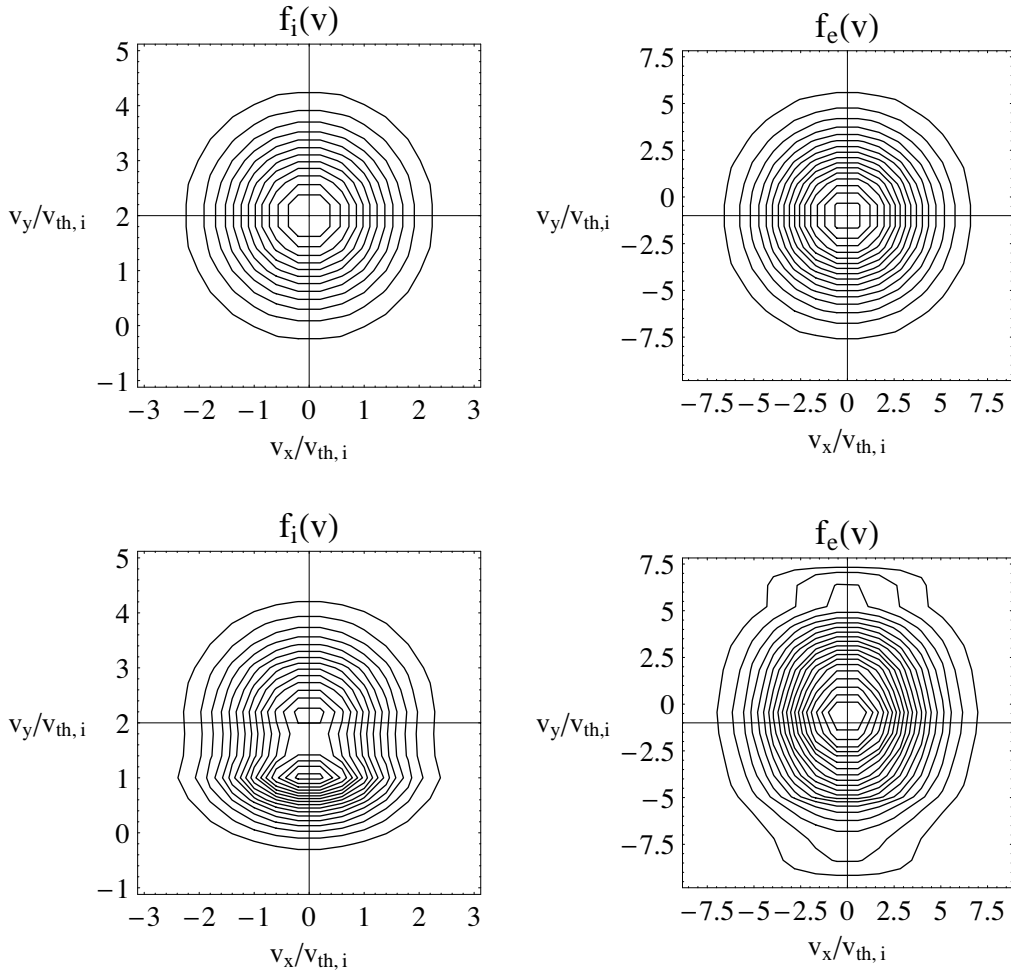 f_i(v)
5
4
3
v_y/v_th, i
2
1
0
−1
−3 −2 −1 0 1 2 3
v_x/v_th, i
f_e(v)
7.5
5
2.5
0
v_y/v_th,i
−2.5
−5
−7.5
−7.5 −5 −2.5 0 2.5 5 7.5
v_x/v_th, i
f_i(v)
5
4
3
v_y/v_th, i
2
1
0
−1
−3 −2 −1 0 1 2 3
v_x/v_th, i
f_e(v)
7.5
5
2.5
0
v_y/v_th,i
−2.5
−5
−7.5
−7.5 −5 −2.5 0 2.5 5 7.5
v_x/v_th, i